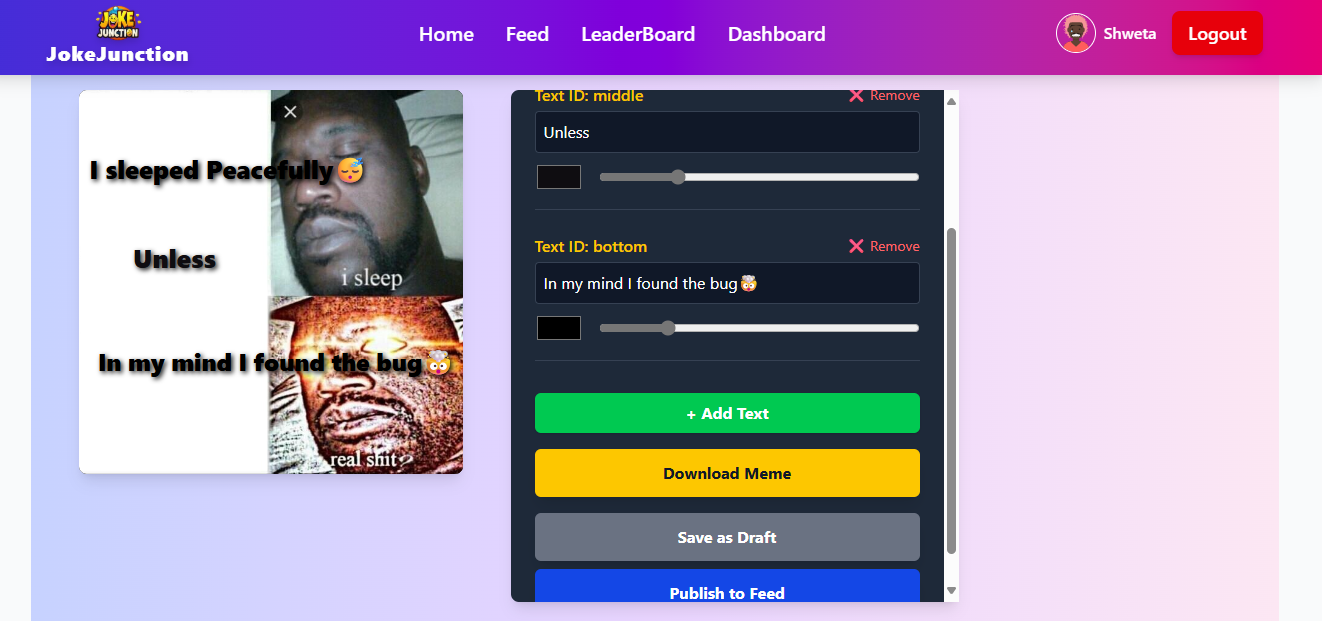 JOKE
JUNCTION
JokeJunction
Home
Feed
LeaderBoard
Dashboard
Shweta
Logout
I sleeped Peacefully😴
Unless
i sleep
In my mind I found the bug🤯
real shit?
Text ID: middle
❌ Remove
Unless
Text ID: bottom
❌ Remove
In my mind I found the bug🤯
+ Add Text
Download Meme
Save as Draft
Publish to Feed